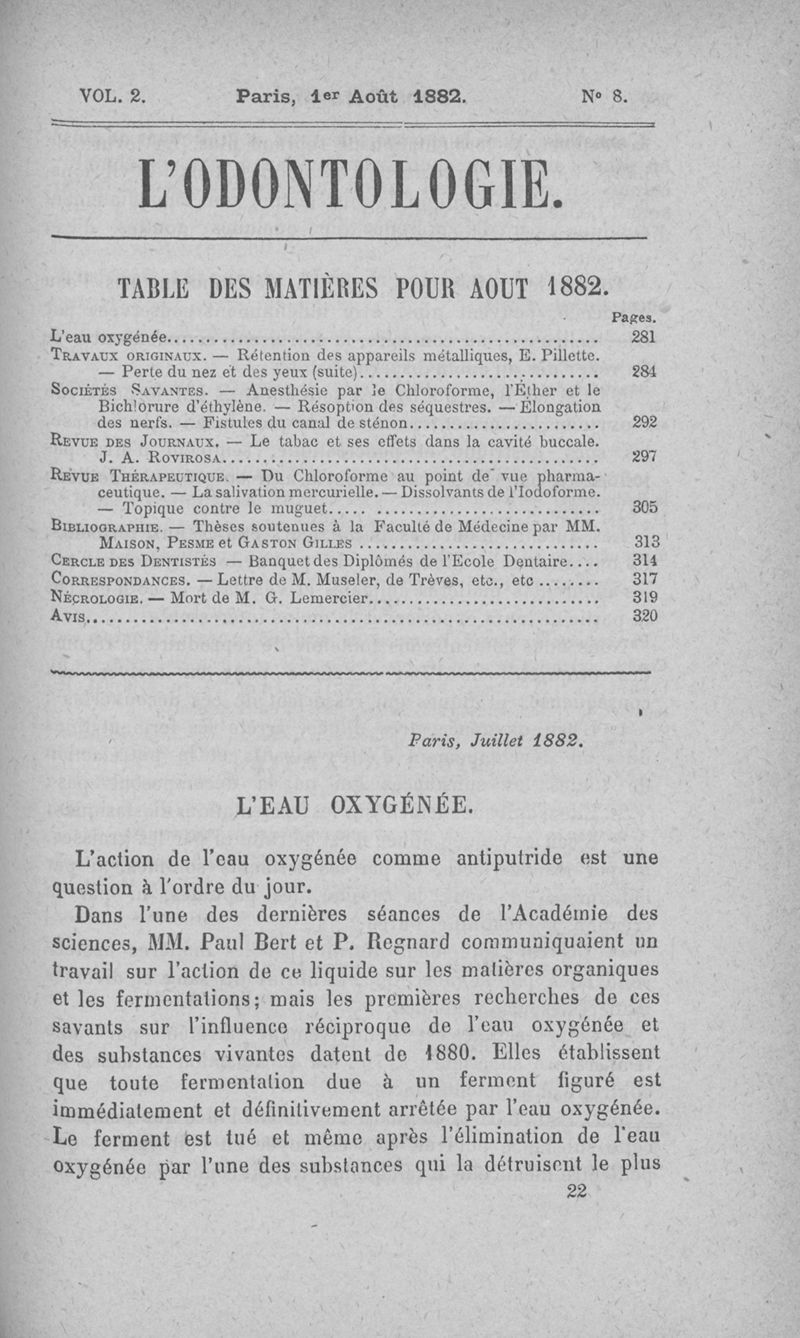 VOL. 2. Paris, 1er Août 1882. N° 8.
L'ODONTOLOGIE.
TABLE DES MATIÈRES POUR AOUT 1882.
Pages.
L'eau oxygénée.......................................................... 281
TRAVAUX ORIGINAUX. — Rétention des appareils métalliques, E. Pillette.
— Perte du nez et des yeux (suite)................................ 284
SOCIÉTÉS SAVANTES. — Anesthésie par le Chloroforme, l'Éther et le
Bichlorure d'éthylène. — Résoption des séquestres. — Élongation
des nerfs. — Fistules du canal de sténon......................... 292
REVUE DES JOURNAUX. — Le tabac et ses effets dans la cavité buccale.
J. A. ROVIROSA.................................................. 297
REVUE THÉRAPEUTIQUE. — Du Chloroforme au point de vue pharma-
ceutique. — La salivation mercurielle. — Dissolvants de l'Iodoforme.
— Topique contre le muguet..... ................................ 305
BIBLIOGRAPHIE. — Thèses soutenues à la Faculté de Médecine par MM.
MAISON, PESME et GASTON GILLES ............................... 313
CERCLE DES DENTISTES — Banquet des Diplômés de l'Ecole Dentaire.... 314
CORRESPONDANCES. — Lettre de M. Museler, de Trèves, etc., etc ........ 317
NÉCROLOGIE. — Mort de M. G. Lemercier.............................. 319
AVIS................................................................... 320
Paris, Juillet 1882.
L'EAU OXYGÉNÉE.
L'action de l'eau oxygénée comme antiputride est une
question à l'ordre du jour.
Dans l'une des dernières séances de l'Académie des
sciences, MM. Paul Bert et P. Regnard communiquaient un
travail sur l'action de ce liquide sur les matières organiques
et les fermentations; mais les premières recherches de ces
savants sur l'influence réciproque de l'eau oxygénée et
des substances vivantes datent de 1880. Elles établissent
que toute fermentation due à un ferment figuré est
immédiatement et définitivement arrêtée par l'eau oxygénée.
Le ferment est tué et même après l'élimination de l'eau
oxygénée par l'une des substances qui la détruisent le plus
22